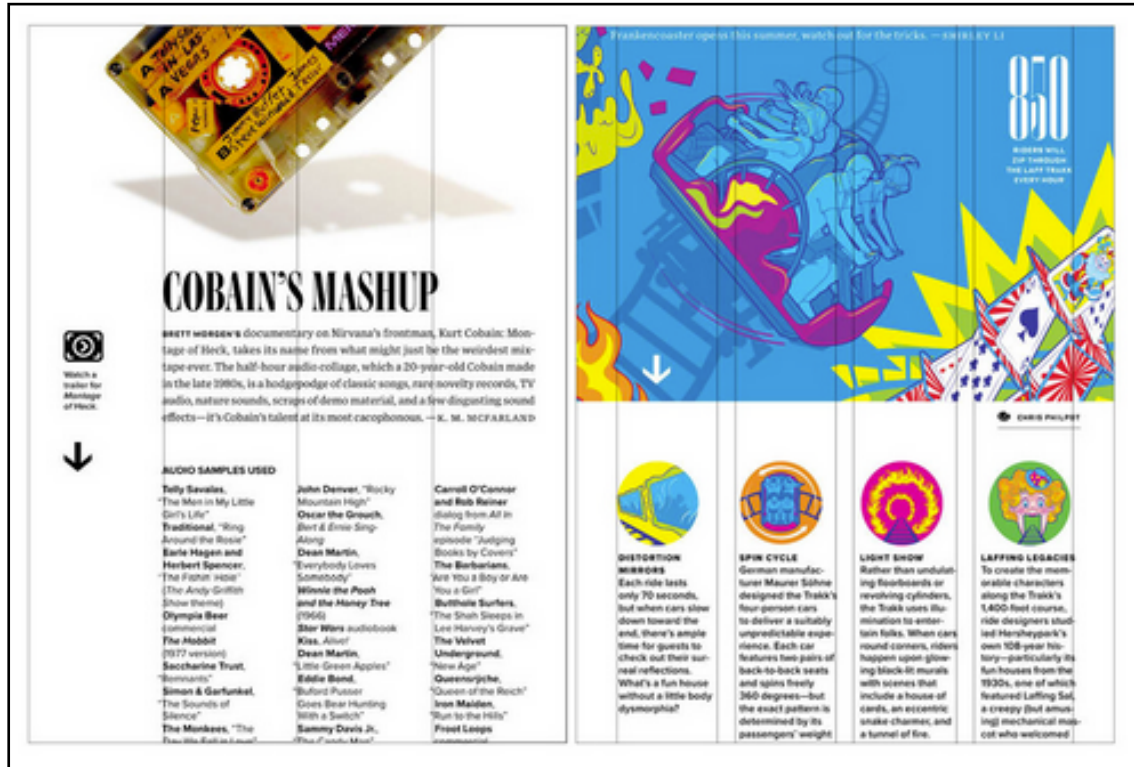 A Telly Sav
IN LAS
A VEGAS
B Jimmy Buffet James
Steve Winwood & Taylor
COBAIN'S MASHUP
BRETT MORGEN'S documentary on Nirvana's frontman, Kurt Cobain: Mon-
tage of Heck, takes its name from what might just be the weirdest mix-
tape ever. The half-hour audio collage, which a 20-year-old Cobain made
in the late 1980s, is a hodgepodge of classic songs, rare novelty records, TV
audio, nature sounds, scraps of demo material, and a few disgusting sound
effects—it's Cobain's talent at its most cacophonous. —K. M. MCFARLAND
Watch a
trailer for
Montage
of Heck.
AUDIO SAMPLES USED
Telly Savalas,
"The Men in My Little
Girl's Life"
Traditional, "Ring
Around the Rosie"
Earle Hagen and
Herbert Spencer,
"The Fishin' Hole"
(The Andy Griffith
Show theme)
Olympia Beer
commercial
The Hobbit
(1977 version)
Saccharine Trust,
"Remnants"
Simon & Garfunkel,
"The Sounds of
Silence"
The Monkees, "The
Day We Fall in Love"
John Denver, "Rocky
Mountain High"
Oscar the Grouch,
Bert & Ernie Sing-
Along
Dean Martin,
"Everybody Loves
Somebody"
Winnie the Pooh
and the Honey Tree
(1966)
Star Wars audiobook
Kiss, Alive!
Dean Martin,
"Little Green Apples"
Eddie Bond,
"Buford Pusser
Goes Bear Hunting
With a Switch"
Sammy Davis Jr.,
"The Candy Man"
Carroll O'Connor
and Rob Reiner
dialog from All In
The Family
episode "Judging
Books by Covers"
The Barbarians,
"Are You a Boy or Are
You a Girl"
Butthole Surfers,
"The Shah Sleeps in
Lee Harvey's Grave"
The Velvet
Underground,
"New Age"
Queensrÿche,
"Queen of the Reich"
Iron Maiden,
"Run to the Hills"
Froot Loops
commercial
Frankencoaster opens this summer, watch out for the tricks. —SHIRLEY LI
850
RIDERS WILL
ZIP THROUGH
THE LAFF TRAKK
EVERY HOUR
CHRIS PHILPOT
DISTORTION
MIRRORS
Each ride lasts
only 70 seconds,
but when cars slow
down toward the
end, there's ample
time for guests to
check out their sur-
real reflections.
What's a fun house
without a little body
dysmorphia?
SPIN CYCLE
German manufac-
turer Maurer Söhne
designed the Trakk's
four-person cars
to deliver a suitably
unpredictable expe-
rience. Each car
features two pairs of
back-to-back seats
and spins freely
360 degrees—but
the exact pattern is
determined by its
passengers' weight
LIGHT SHOW
Rather than undulat-
ing floorboards or
revolving cylinders,
the Trakk uses illu-
mination to enter-
tain folks. When cars
round corners, riders
happen upon glow-
ing black-lit murals
with scenes that
include a house of
cards, an eccentric
snake charmer, and
a tunnel of fire.
LAFFING LEGACIES
To create the mem-
orable characters
along the Trakk's
1,400-foot course,
ride designers stud-
ied Hersheypark's
own 108-year his-
tory—particularly its
fun houses from the
1930s, one of which
featured Laffing Sal,
a creepy (but amus-
ing) mechanical mas-
cot who welcomed